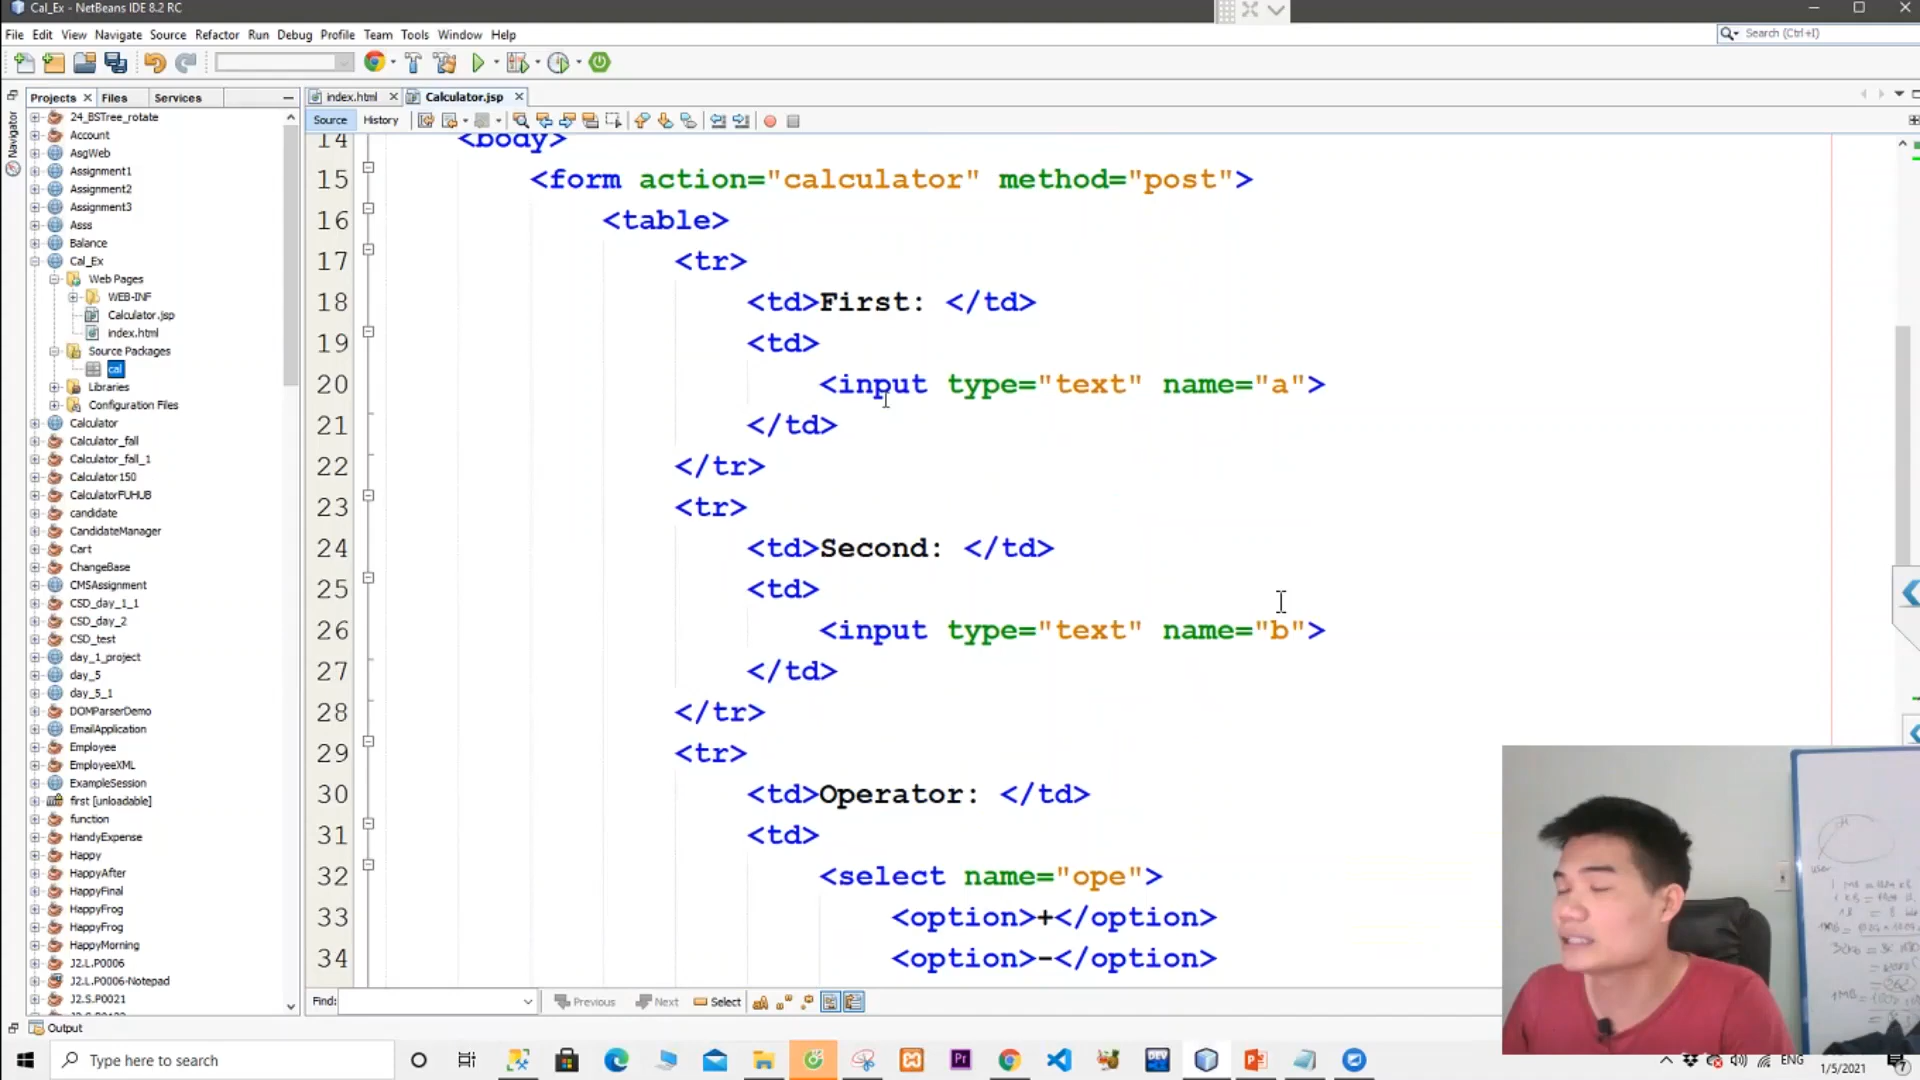 Cal_Ex - NetBeans IDE 8.2 RC
File Edit View Navigate Source Refactor Run Debug Profile Team Tools Window Help
Search (Ctrl+I)
Projects Files Services
index.html Calculator.jsp
Source History
Navigator
24_BSTree_rotate
Account
AsgWeb
Assignment1
Assignment2
Assignment3
Asss
Balance
Cal_Ex
Web Pages
WEB-INF
Calculator.jsp
index.html
Source Packages
cal
Libraries
Configuration Files
Calculator
Calculator_fall
Calculator_fall_1
Calculator150
CalculatorFUHUB
candidate
CandidateManager
Cart
ChangeBase
CMSAssignment
CSD_day_1_1
CSD_day_2
CSD_test
day_1_project
day_5
day_5_1
DOMParserDemo
EmailApplication
Employee
EmployeeXML
ExampleSession
first [unloadable]
function
HandyExpense
Happy
HappyAfter
HappyFinal
HappyFrog
HappyFrog
HappyMorning
J2.L.P0006
J2.L.P0006-Notepad
J2.S.P0021
14 <body>
15 <form action="calculator" method="post">
16 <table>
17 <tr>
18 <td>First: </td>
19 <td>
20 <input type="text" name="a">
21 </td>
22 </tr>
23 <tr>
24 <td>Second: </td>
25 <td>
26 <input type="text" name="b">
27 </td>
28 </tr>
29 <tr>
30 <td>Operator: </td>
31 <td>
32 <select name="ope">
33 <option>+</option>
34 <option>-</option>
Find: Previous Next Select
Output
Type here to search
Pr
DEV
ENG
1/5/2021
7